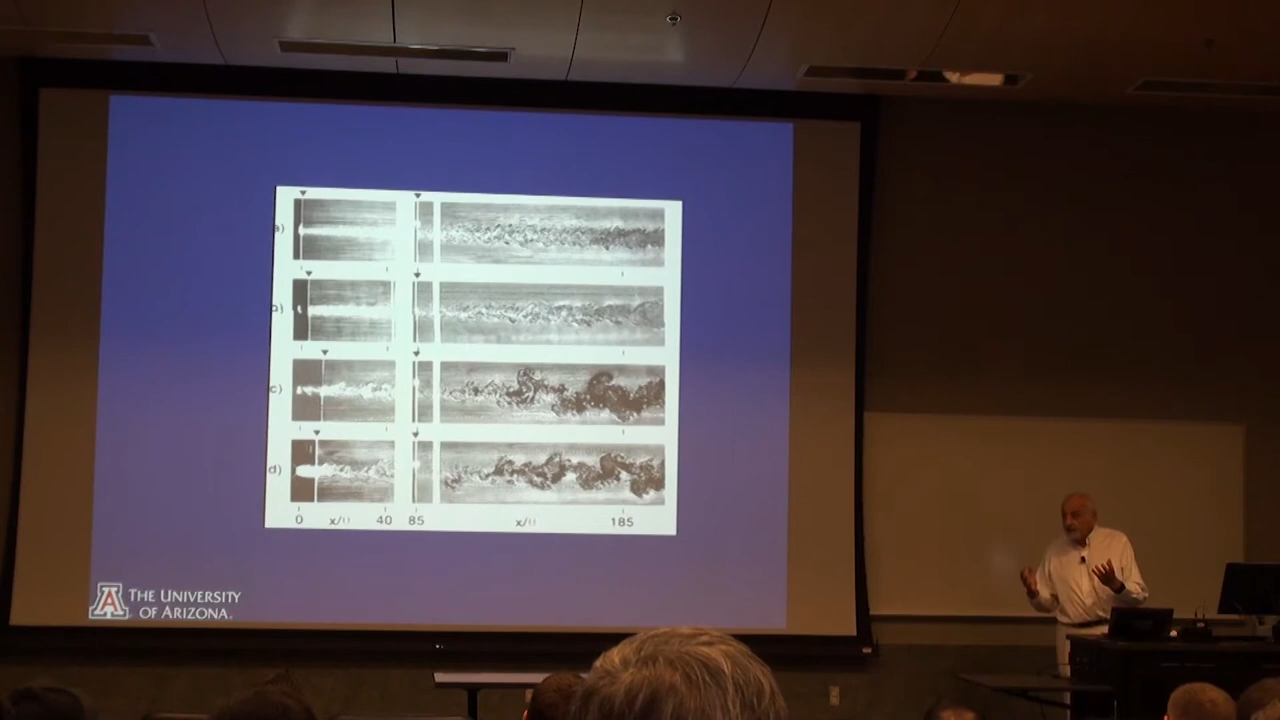 a)
b)
c)
d)
0 x/D 40 85 x/D 185
THE UNIVERSITY
OF ARIZONA